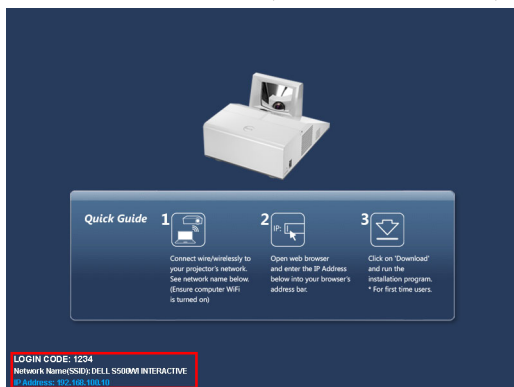 Quick Guide
1
Connect wire/wirelessly to
your projector's network.
See network name below.
(Ensure computer WiFi
is turned on)
2
IP:
Open web browser
and enter the IP Address
below into your browser's
address bar.
3
Click on 'Download'
and run the
installation program.
* For first time users.
LOGIN CODE: 1234
Network Name(SSID): DELL S500WI INTERACTIVE
IP Address: 192.168.100.10